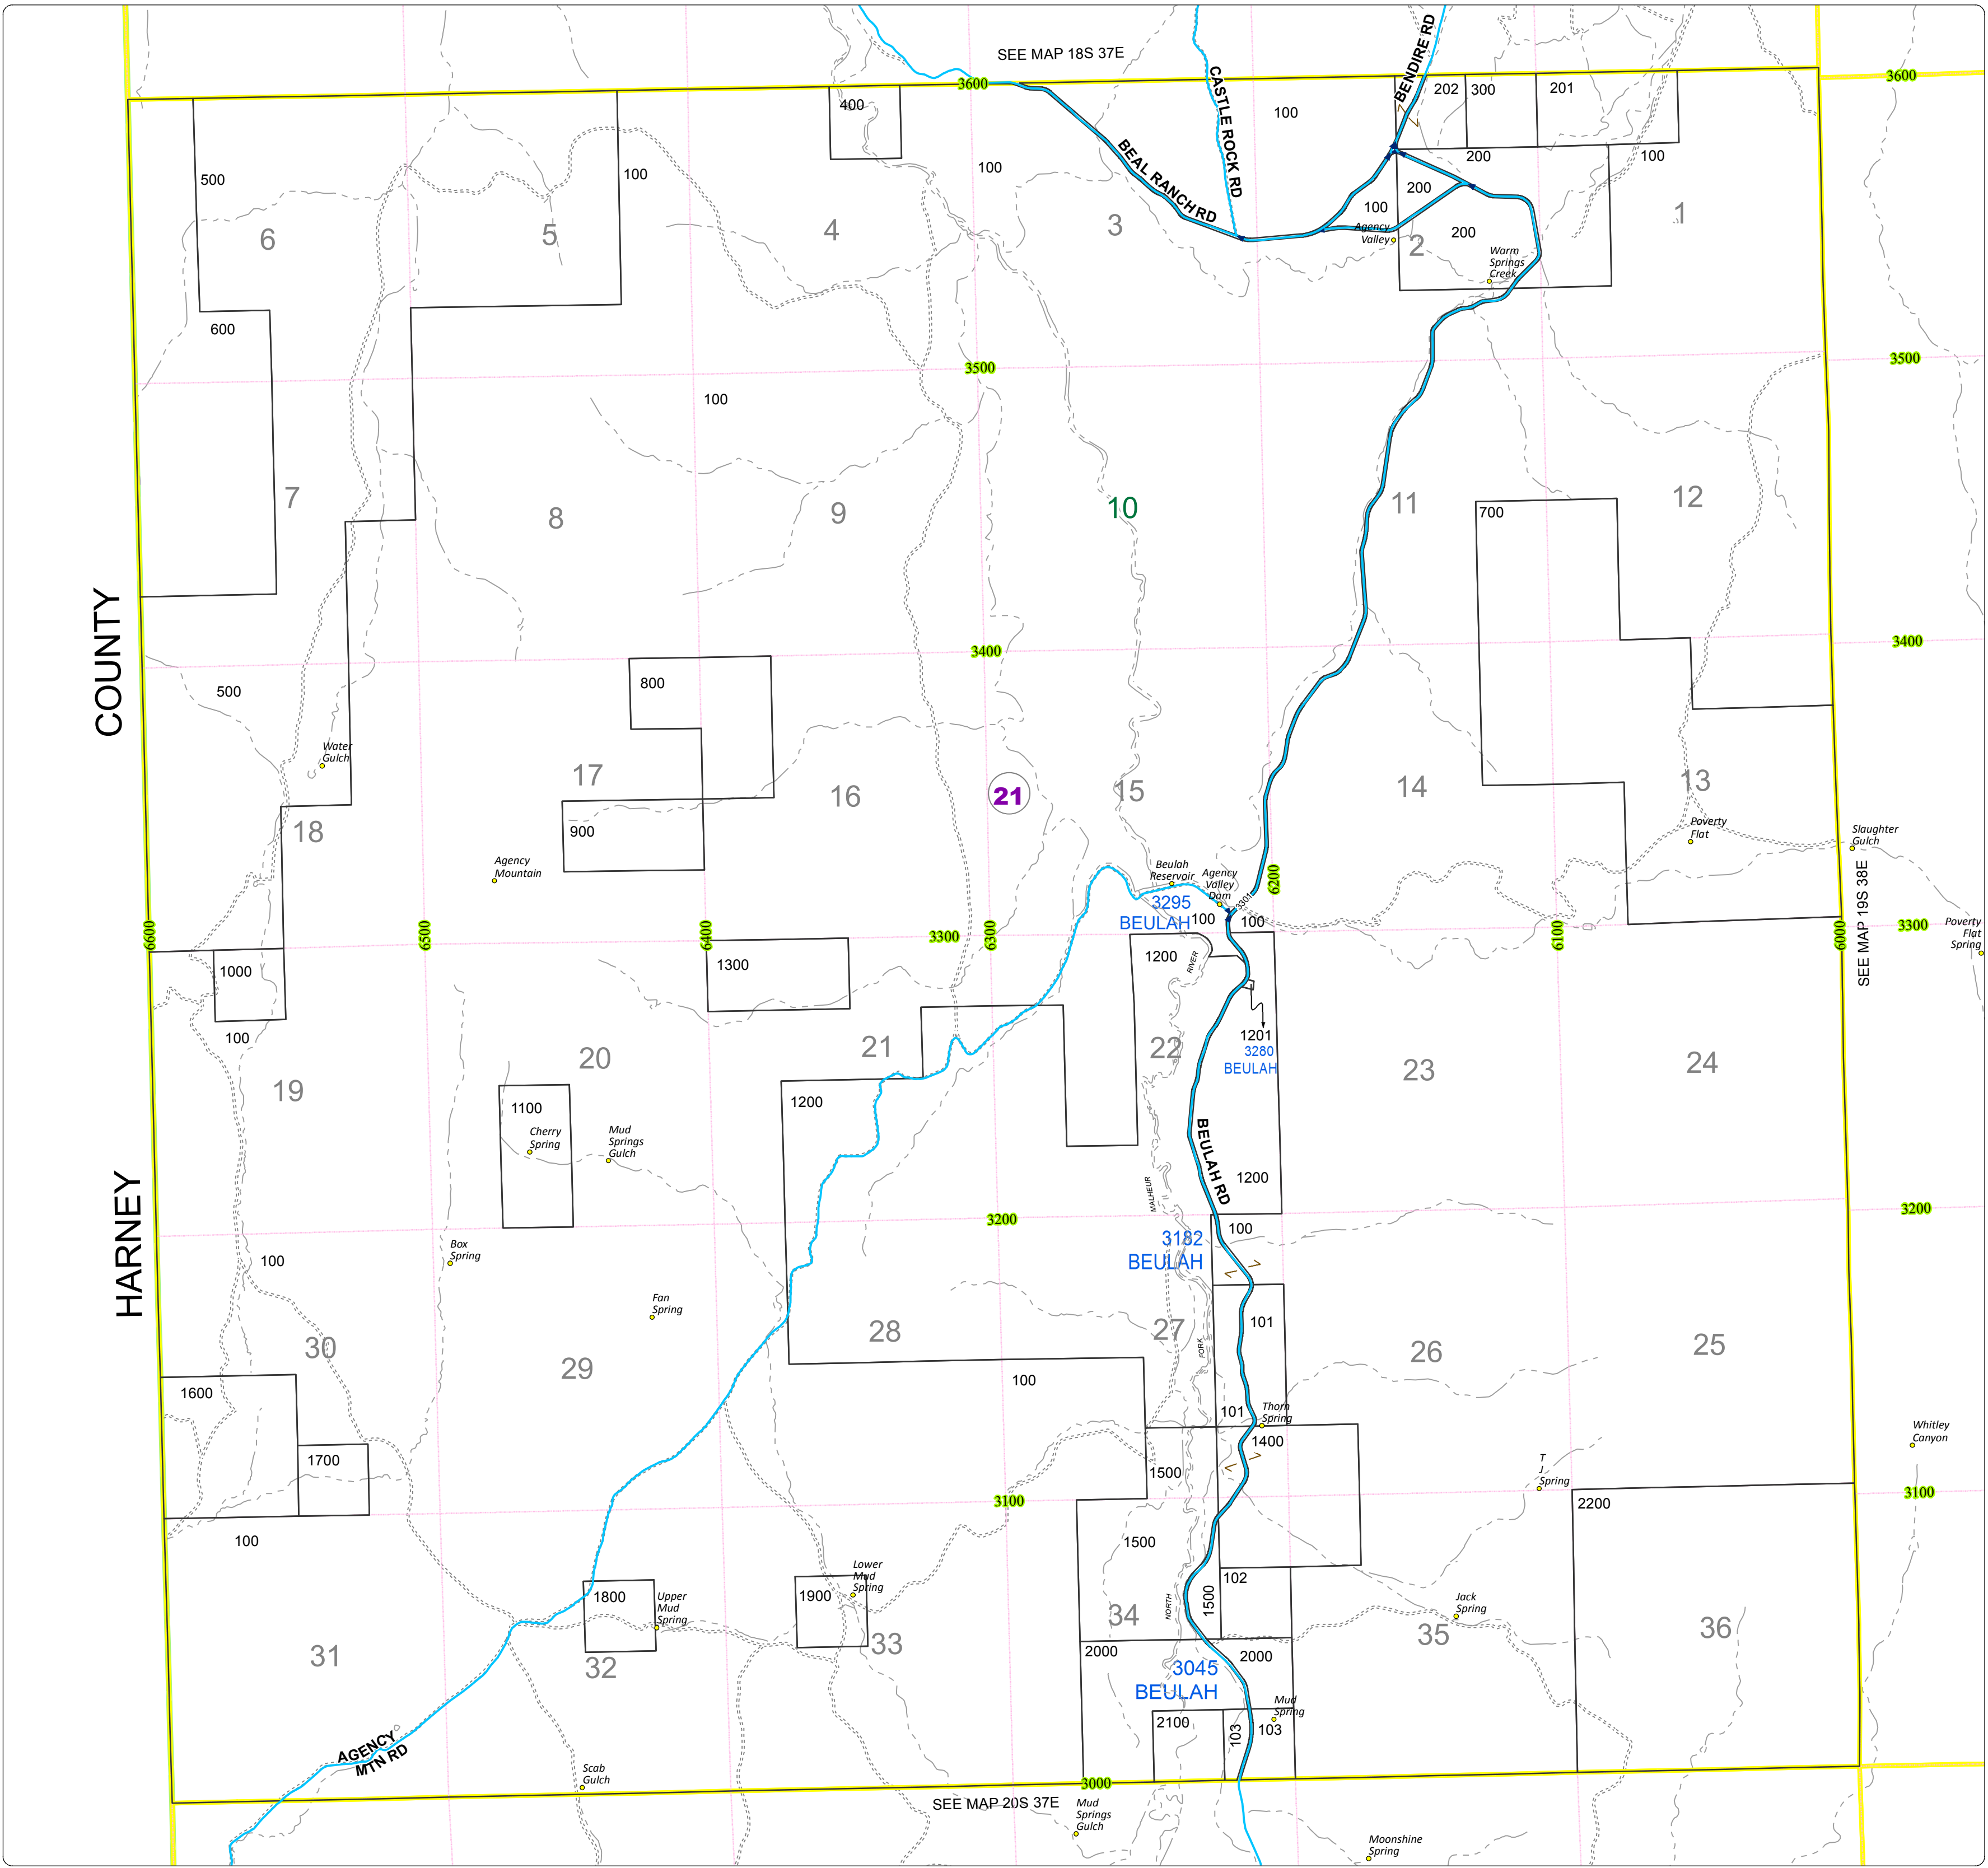 SEE MAP 18S 37E
BENDIRE RD
CASTLE ROCK RD
3600
3600
400
100
202
300
201
BEAL RANCH RD
500
100
100
200
100
200
100
200
Agency
Valley
Warm
Springs
Creek
6
5
4
3
2
1
600
3500
3500
100
7
8
9
10
11
12
700
COUNTY
3400
3400
500
800
Water
Gulch
17
16
21
15
14
13
18
900
Poverty
Flat
Slaughter
Gulch
Agency
Mountain
Beulah
Reservoir
Agency
Valley
Dam
3301
6200
3295
BEULAH
100
100
6600
6500
6400
3300
6300
6100
6000
3300
SEE MAP 19S 38E
Poverty
Flat
Spring
1000
1300
1200
RIVER
100
1201
3280
BEULAH
19
20
21
22
23
24
1100
1200
Cherry
Spring
Mud
Springs
Gulch
BEULAH RD
MALHEUR
1200
HARNEY
3200
3200
100
Box
Spring
3182
BEULAH
100
Fan
Spring
101
30
29
28
27
FORK
26
25
1600
100
101
Thorn
Spring
1400
1700
1500
T
J
Spring
Whitley
Canyon
3100
3100
2200
100
1500
Lower
Mud
Spring
1800
1900
Upper
Mud
Spring
NORTH
1500
102
Jack
Spring
31
32
33
34
35
36
2000
2000
3045
BEULAH
2100
103
103
Mud
Spring
AGENCY
MTN RD
Scab
Gulch
3000
SEE MAP 20S 37E
Mud
Springs
Gulch
Moonshine
Spring